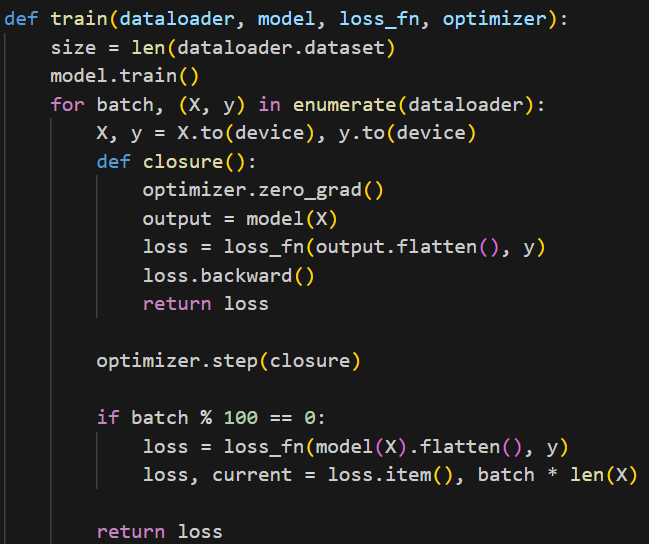 def train(dataloader, model, loss_fn, optimizer):
    size = len(dataloader.dataset)
    model.train()
    for batch, (X, y) in enumerate(dataloader):
        X, y = X.to(device), y.to(device)
        def closure():
            optimizer.zero_grad()
            output = model(X)
            loss = loss_fn(output.flatten(), y)
            loss.backward()
            return loss

        optimizer.step(closure)

        if batch % 100 == 0:
            loss = loss_fn(model(X).flatten(), y)
            loss, current = loss.item(), batch * len(X)

        return loss